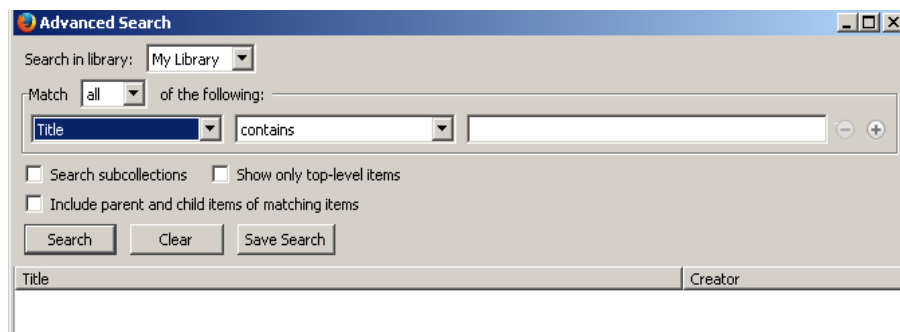 Advanced Search
Search in library: My Library
Match all of the following:
Title contains
Search subcollections Show only top-level items
Include parent and child items of matching items
Search Clear Save Search
Title Creator